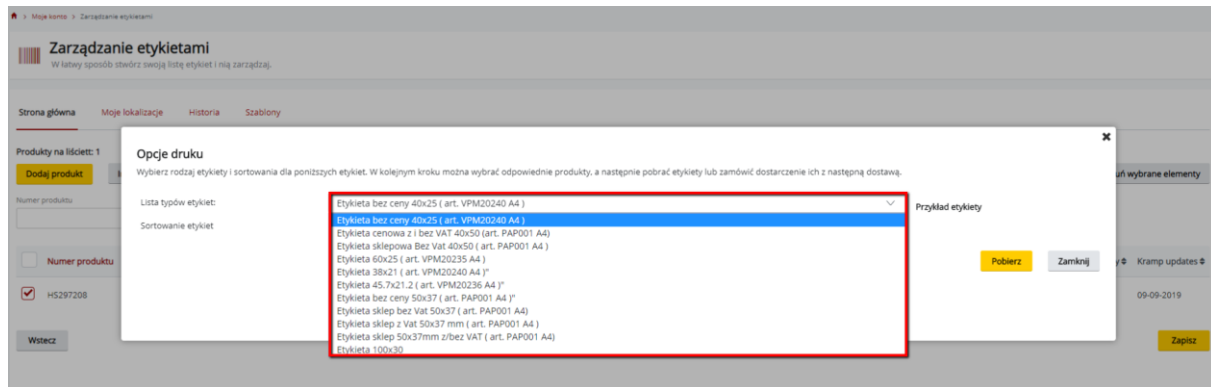 > Moje konto > Zarządzanie etykietami
Zarządzanie etykietami
W łatwy sposób stwórz swoją listę etykiet i nią zarządzaj.
Strona główna Moje lokalizacje Historia Szablony
Produkty na liściett: 1
Dodaj produkt
uń wybrane elementy
Numer produktu
Opcje druku
Wybierz rodzaj etykiety i sortowania dla poniższych etykiet. W kolejnym kroku można wybrać odpowiednie produkty, a następnie pobrać etykiety lub zamówić dostarczenie ich z następną dostawą.
Lista typów etykiet:
Etykieta bez ceny 40x25 ( art. VPM20240 A4 )
Przykład etykiety
Sortowanie etykiet
Etykieta bez ceny 40x25 ( art. VPM20240 A4 )
Etykieta cenowa z i bez VAT 40x50 (art. PAP001 A4)
Etykieta sklepowa Bez Vat 40x50 ( art. PAP001 A4 )
Etykieta 60x25 ( art. VPM20235 A4 )
Etykieta 38x21 ( art. VPM20240 A4 )"
Etykieta 45.7x21.2 ( art. VPM20236 A4 )"
Etykieta bez ceny 50x37 ( art. PAP001 A4 )"
Etykieta sklep bez Vat 50x37 ( art. PAP001 A4)
Etykieta sklep z Vat 50x37 mm ( art. PAP001 A4 )
Etykieta sklep 50x37mm z/bez VAT ( art. PAP001 A4)
Etykieta 100x30
Pobierz Zamknij
Numer produktu
y Kramp updates
HS297208
09-09-2019
Wstecz
Zapisz